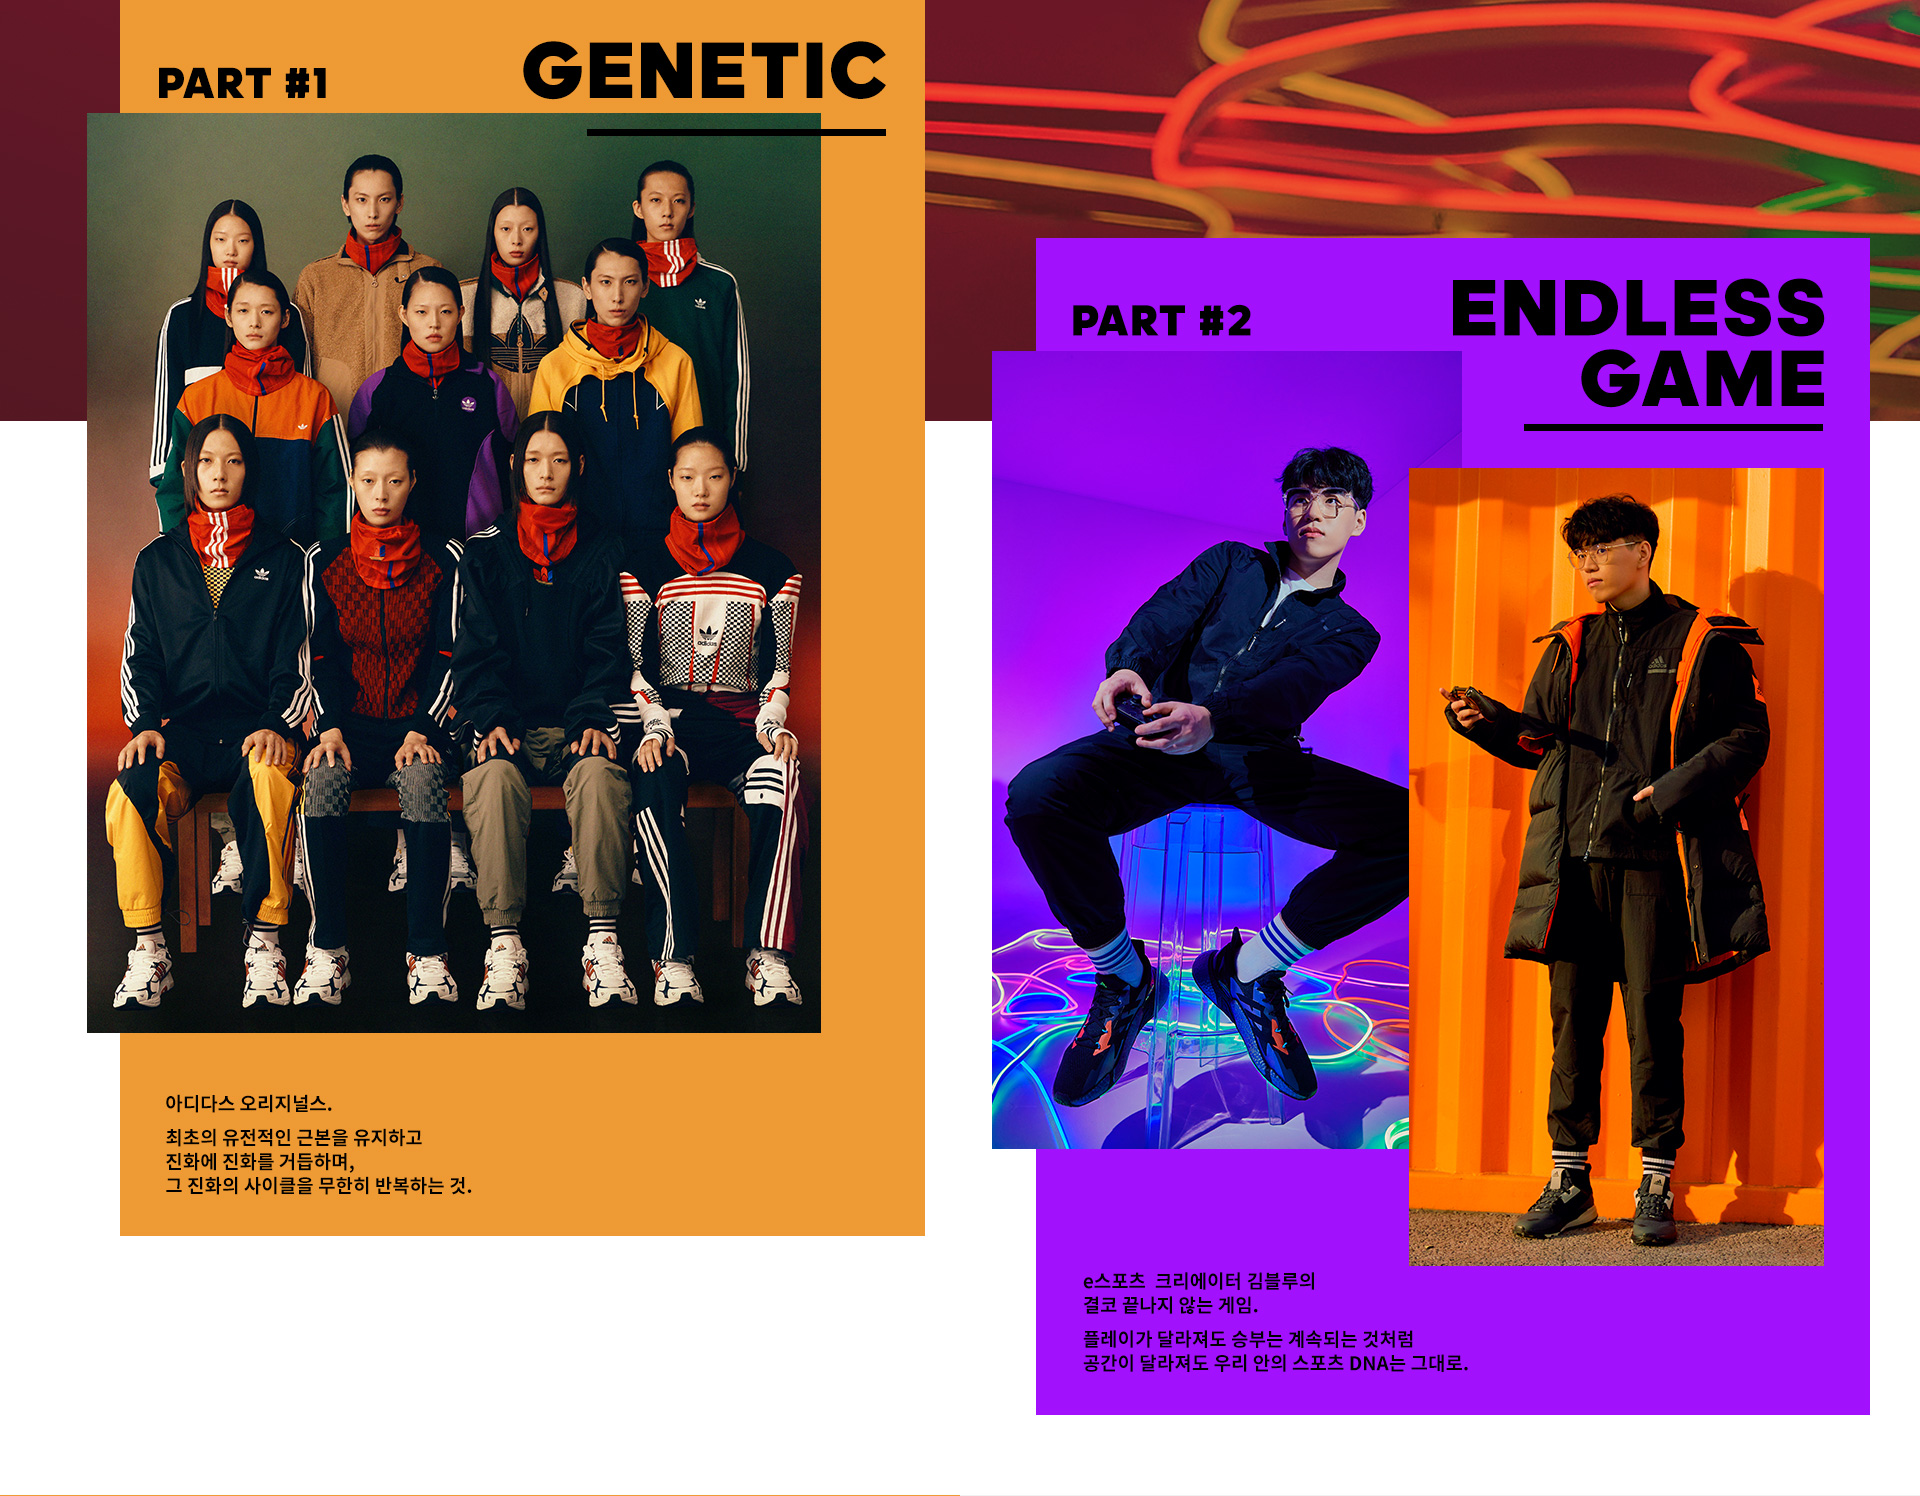 PART #1
GENETIC
아디다스 오리지널스.
최초의 유전적인 근본을 유지하고
진화에 진화를 거듭하며,
그 진화의 사이클을 무한히 반복하는 것.
PART #2
ENDLESS
GAME
e스포츠 크리에이터 김블루의
결코 끝나지 않는 게임.
플레이가 달라져도 승부는 계속되는 것처럼
공간이 달라져도 우리 안의 스포츠 DNA는 그대로.
adidas